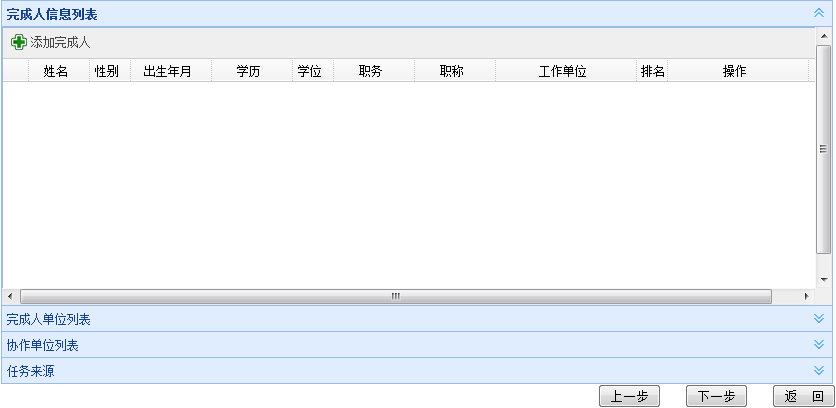 完成人信息列表
添加完成人
姓名 性别 出生年月 学历 学位 职务 职称 工作单位 排名 操作
完成人单位列表
协作单位列表
任务来源
上一步 下一步 返 回